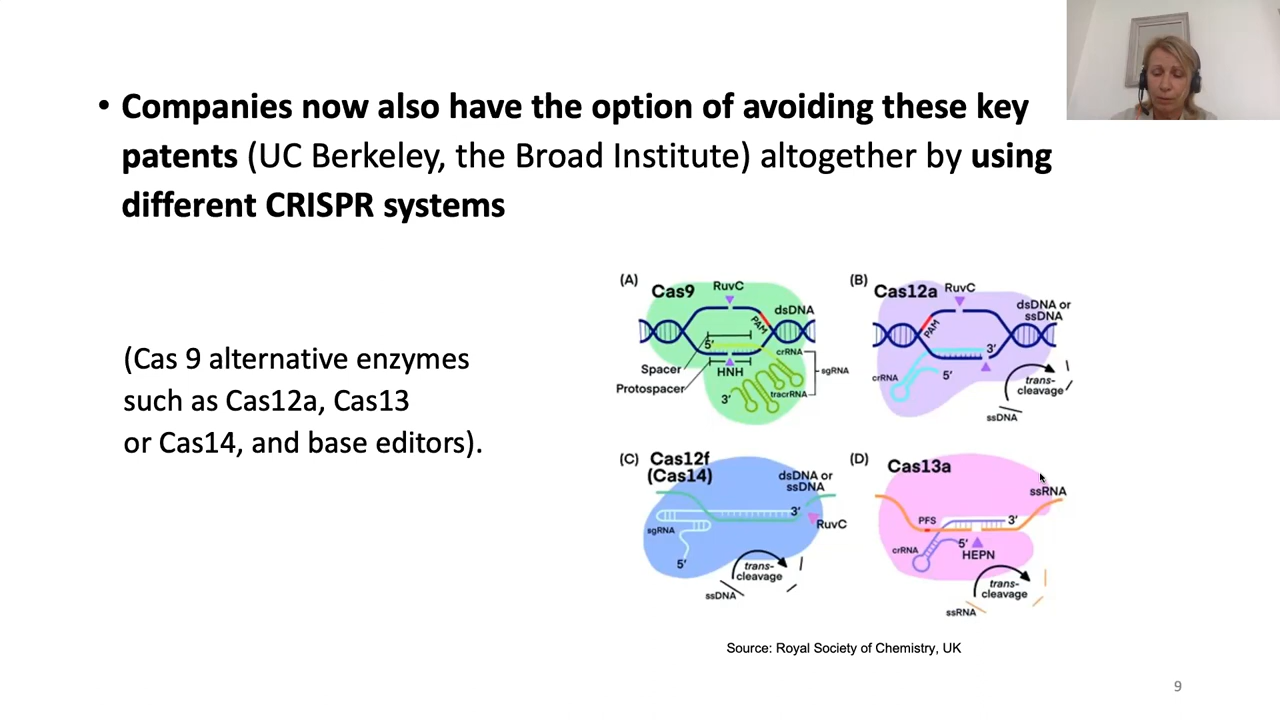 • Companies now also have the option of avoiding these key
patents (UC Berkeley, the Broad Institute) altogether by using
different CRISPR systems
(Cas 9 alternative enzymes
such as Cas12a, Cas13
or Cas14, and base editors).
(A)
Cas9
RuvC
dsDNA
PAM
5'
Spacer
HNH
Protospacer
crRNA
sgRNA
tracrRNA
3'
(B)
Cas12a
RuvC
dsDNA or
ssDNA
PAM
3'
5'
crRNA
trans-
cleavage
ssDNA
(C)
Cas12f
(Cas14)
dsDNA or
ssDNA
3'
RuvC
sgRNA
5'
trans-
cleavage
ssDNA
(D)
Cas13a
ssRNA
PFS
3'
5'
crRNA
HEPN
trans-
cleavage
ssRNA
Source: Royal Society of Chemistry, UK
9